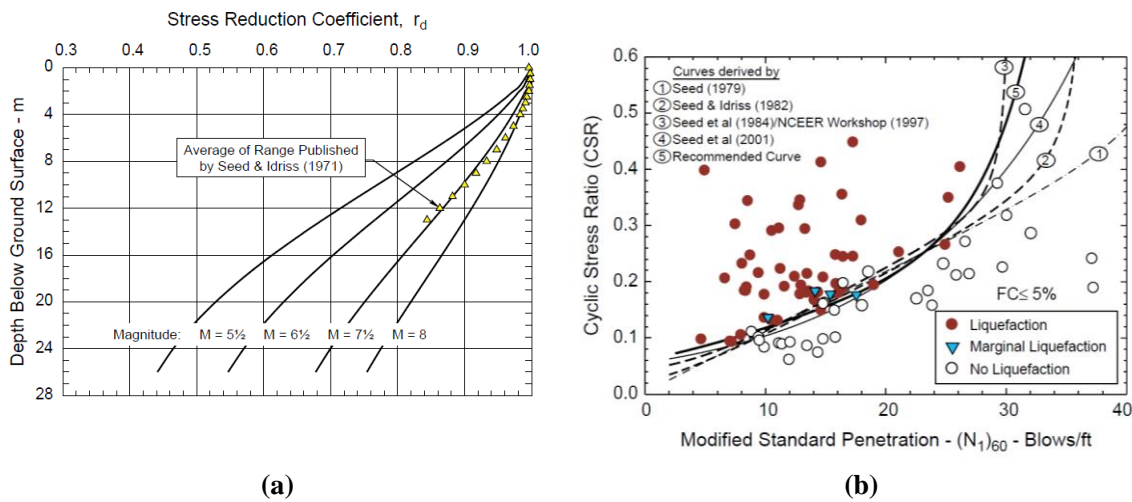 Stress Reduction Coefficient, r_d
0.3 0.4 0.5 0.6 0.7 0.8 0.9 1.0
Depth Below Ground Surface - m
0
4
8
12
16
20
24
28
Average of Range Published
by Seed & Idriss (1971)
Magnitude: M = 5½ M = 6½ M = 7½ M = 8
(a)
Cyclic Stress Ratio (CSR)
0.6
0.5
0.4
0.3
0.2
0.1
0.0
Curves derived by
① Seed (1979)
② Seed & Idriss (1982)
③ Seed et al (1984)/NCEER Workshop (1997)
④ Seed et al (2001)
⑤ Recommended Curve
③
⑤
④
②
①
FC≤ 5%
Liquefaction
Marginal Liquefaction
No Liquefaction
0 10 20 30 40
Modified Standard Penetration - (N₁)₆₀ - Blows/ft
(b)